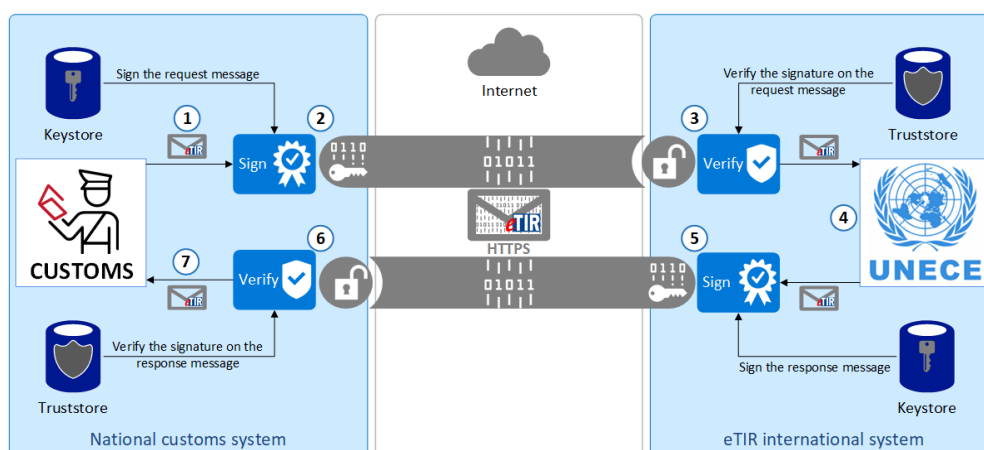 Sign the request message
Keystore
1
eTIR
Sign
2
0110
CUSTOMS
7
eTIR
Verify
6
Verify the signature on the
response message
Truststore
National customs system
Internet
01011
eTIR
HTTPS
01011
Verify the signature on the
request message
Truststore
3
Verify
eTIR
4
UNECE
5
0110
Sign
eTIR
Sign the response message
Keystore
eTIR international system